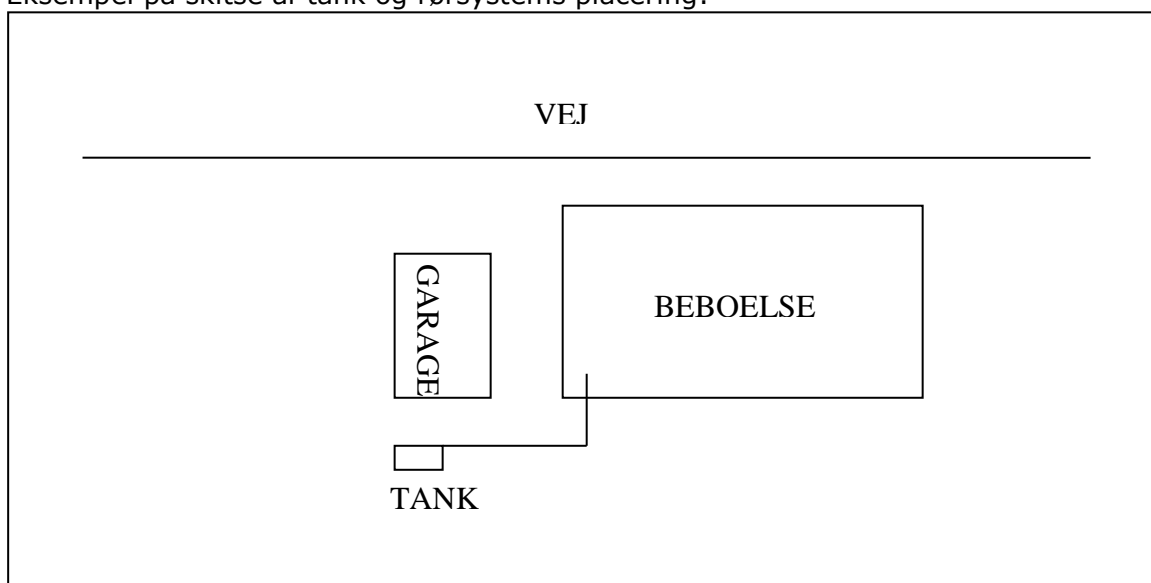 Eksempel på skitse af tank og rørsystems placering:
VEJ
GARAGE
BEBOELSE
TANK